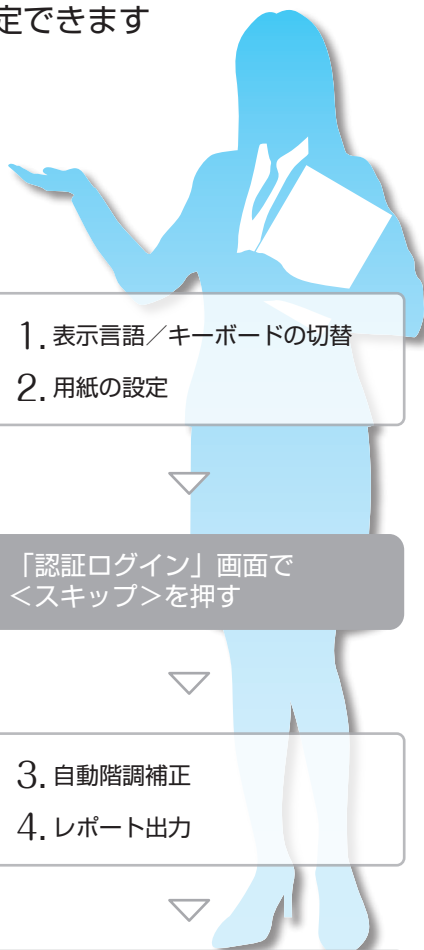 定できます
1. 表示言語／キーボードの切替
2. 用紙の設定
「認証ログイン」画面で
＜スキップ＞を押す
3. 自動階調補正
4. レポート出力